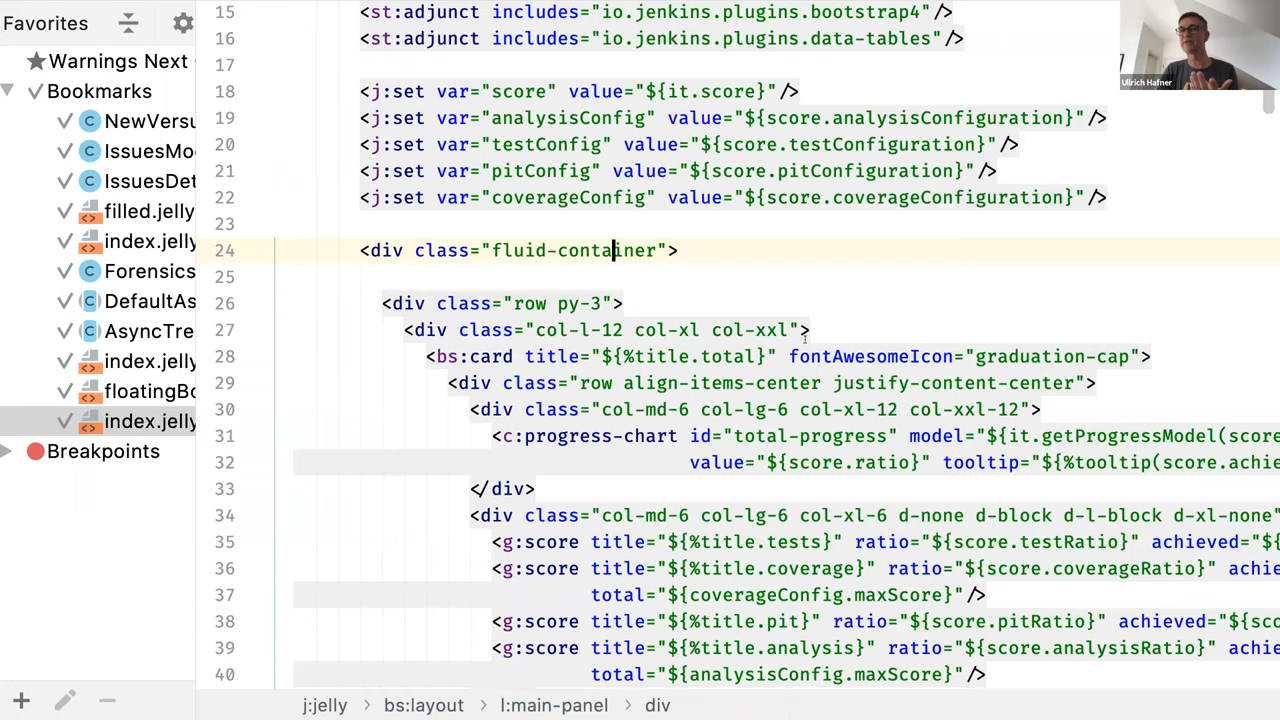 Favorites
Warnings Next
Bookmarks
NewVersu
IssuesMo
IssuesDet
filled.jelly
index.jelly
Forensics
DefaultAs
AsyncTre
index.jelly
floatingBo
index.jelly
Breakpoints
15 <st:adjunct includes="io.jenkins.plugins.bootstrap4"/>
16 <st:adjunct includes="io.jenkins.plugins.data-tables"/>
17
18 <j:set var="score" value="${it.score}"/>
19 <j:set var="analysisConfig" value="${score.analysisConfiguration}"/>
20 <j:set var="testConfig" value="${score.testConfiguration}"/>
21 <j:set var="pitConfig" value="${score.pitConfiguration}"/>
22 <j:set var="coverageConfig" value="${score.coverageConfiguration}"/>
23
24 <div class="fluid-container">
25
26 <div class="row py-3">
27 <div class="col-l-12 col-xl col-xxl">
28 <bs:card title="${%title.total}" fontAwesomeIcon="graduation-cap">
29 <div class="row align-items-center justify-content-center">
30 <div class="col-md-6 col-lg-6 col-xl-12 col-xxl-12">
31 <c:progress-chart id="total-progress" model="${it.getProgressModel(score
32 value="${score.ratio}" tooltip="${%tooltip(score.achie
33 </div>
34 <div class="col-md-6 col-lg-6 col-xl-6 d-none d-block d-l-block d-xl-none"
35 <g:score title="${%title.tests}" ratio="${score.testRatio}" achieved="${s
36 <g:score title="${%title.coverage}" ratio="${score.coverageRatio}" achie
37 total="${coverageConfig.maxScore}"/>
38 <g:score title="${%title.pit}" ratio="${score.pitRatio}" achieved="${sc
39 <g:score title="${%title.analysis}" ratio="${score.analysisRatio}" achie
40 total="${analysisConfig.maxScore}"/>
j:jelly › bs:layout › l:main-panel › div
Ullrich Hafner